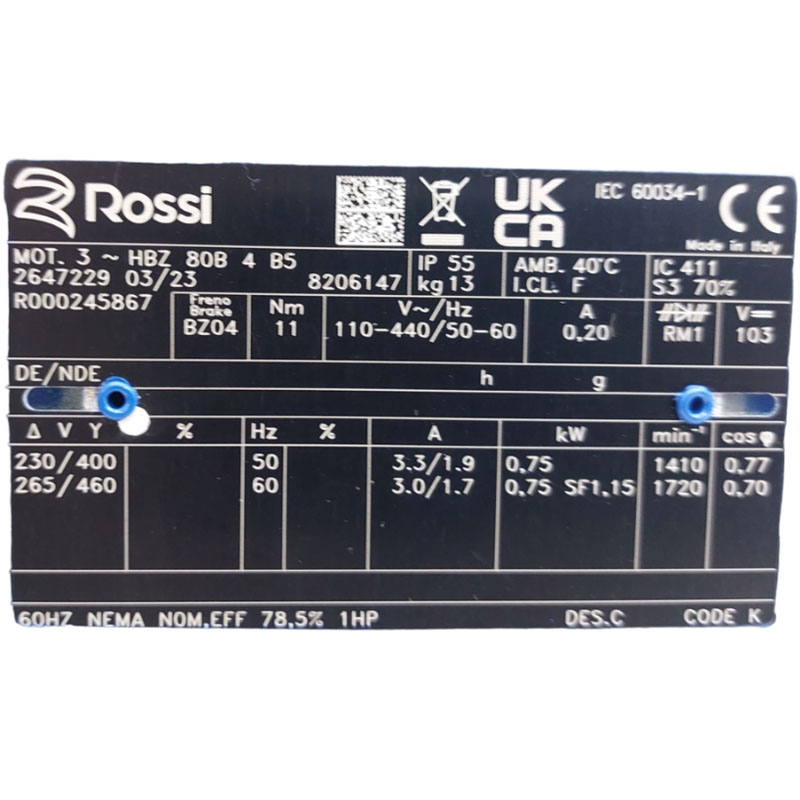 Rossi
UK
CA
IEC 60034-1
CE
Made in Italy
MOT. 3 ~ HBZ 80B 4 B5
2647229 03/23 8206147
IP 55
kg 13
AMB. 40°C
I.CL. F
IC 411
S3 70%
R000245867
Freno
Brake
BZ04
Nm
11
V~/Hz
110-440/50-60
A
0,20
RM1
V⎓
103
DE/NDE h g
Δ V Y % Hz % A kW min⁻¹ cosφ
230/400 50 3.3/1.9 0,75 1410 0,77
265/460 60 3.0/1.7 0,75 SF1,15 1720 0,70
60HZ NEMA NOM.EFF 78,5% 1HP DES.C CODE K